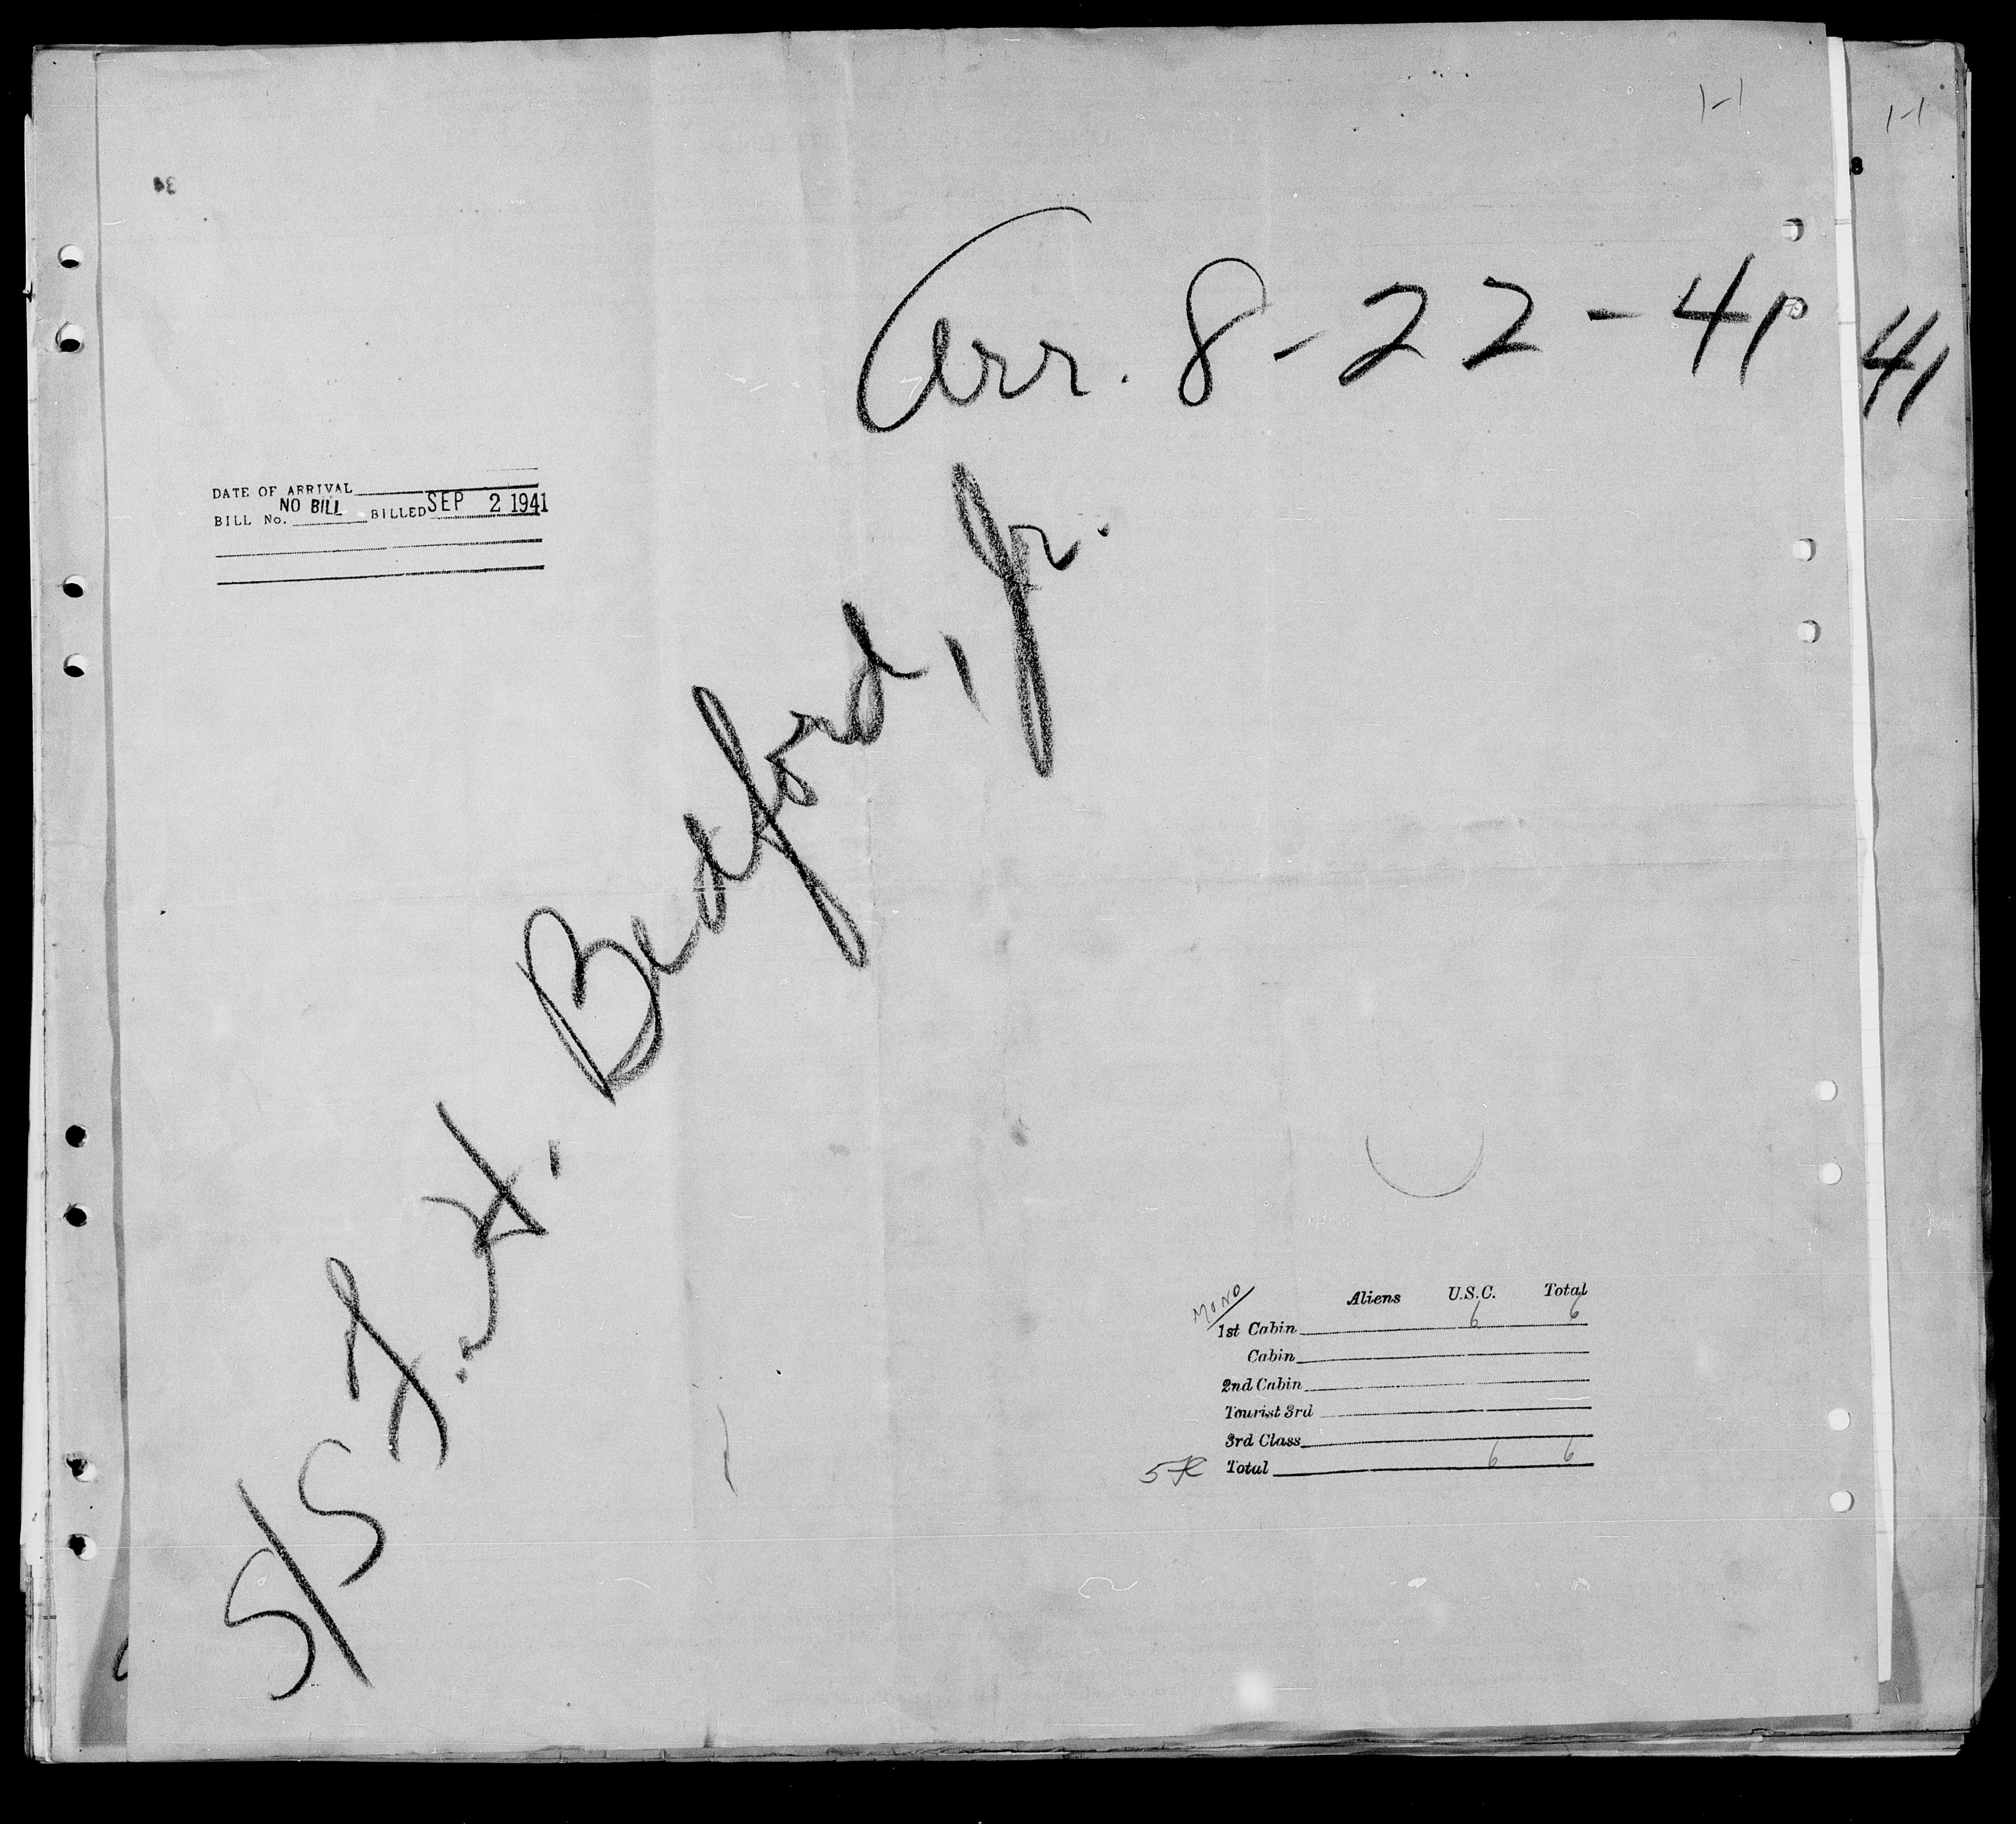 1-1
1-1
34
8
Arr. 8-22-41
41
DATE OF ARRIVAL
BILL No. NO BILL BILLED SEP 2 1941
S/S F. H. Bedford, Jr.
MONO
Aliens U.S.C. Total
1st Cabin 6 6
Cabin
2nd Cabin
Tourist 3rd
3rd Class
Total 6 6